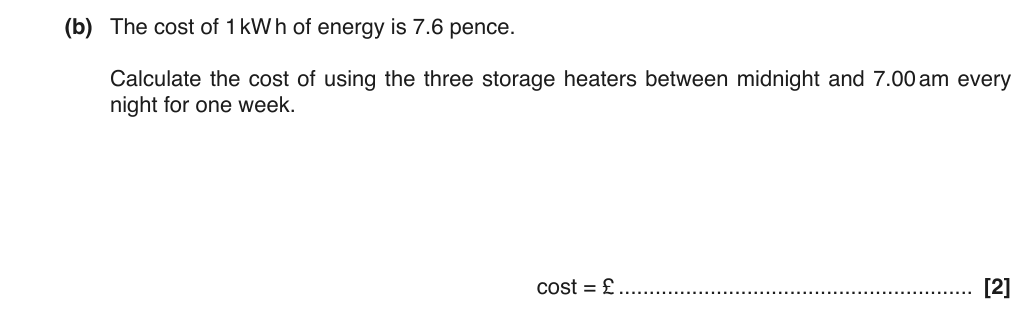 (b) The cost of 1 kW h of energy is 7.6 pence.
Calculate the cost of using the three storage heaters between midnight and 7.00 am every
night for one week.
cost = £ ........................................................... [2]